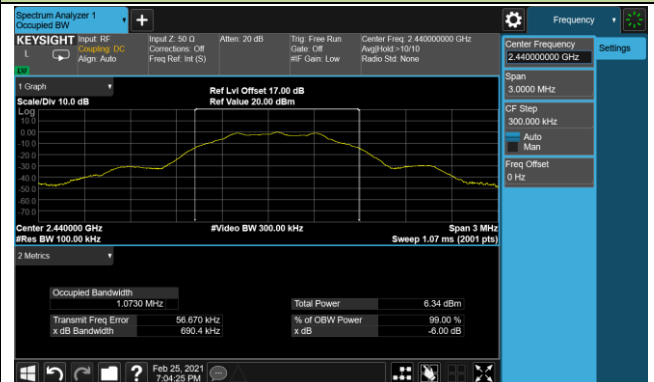 Spectrum Analyzer 1
Occupied BW
+
Frequency
KEYSIGHT
L
LW
Input: RF
Coupling: DC
Align: Auto
Input Z: 50 Ω
Corrections: Off
Freq Ref: Int (S)
Atten: 20 dB
Trig: Free Run
Gate: Off
#IF Gain: Low
Center Freq: 2.440000000 GHz
Avg|Hold:>10/10
Radio Std: None
Center Frequency
2.440000000 GHz
Settings
Span
3.0000 MHz
CF Step
300.000 kHz
Auto
Man
Freq Offset
0 Hz
1 Graph
Scale/Div 10.0 dB
Ref Lvl Offset 17.00 dB
Ref Value 20.00 dBm
Log
10.0
0.00
-10.0
-20.0
-30.0
-40.0
-50.0
-60.0
-70.0
Center 2.440000 GHz
#Res BW 100.00 kHz
#Video BW 300.00 kHz
Span 3 MHz
Sweep 1.07 ms (2001 pts)
2 Metrics
Occupied Bandwidth
1.0730 MHz
Total Power 6.34 dBm
Transmit Freq Error 56.670 kHz
% of OBW Power 99.00 %
x dB Bandwidth 690.4 kHz
x dB -6.00 dB
?
Feb 25, 2021
7:04:25 PM